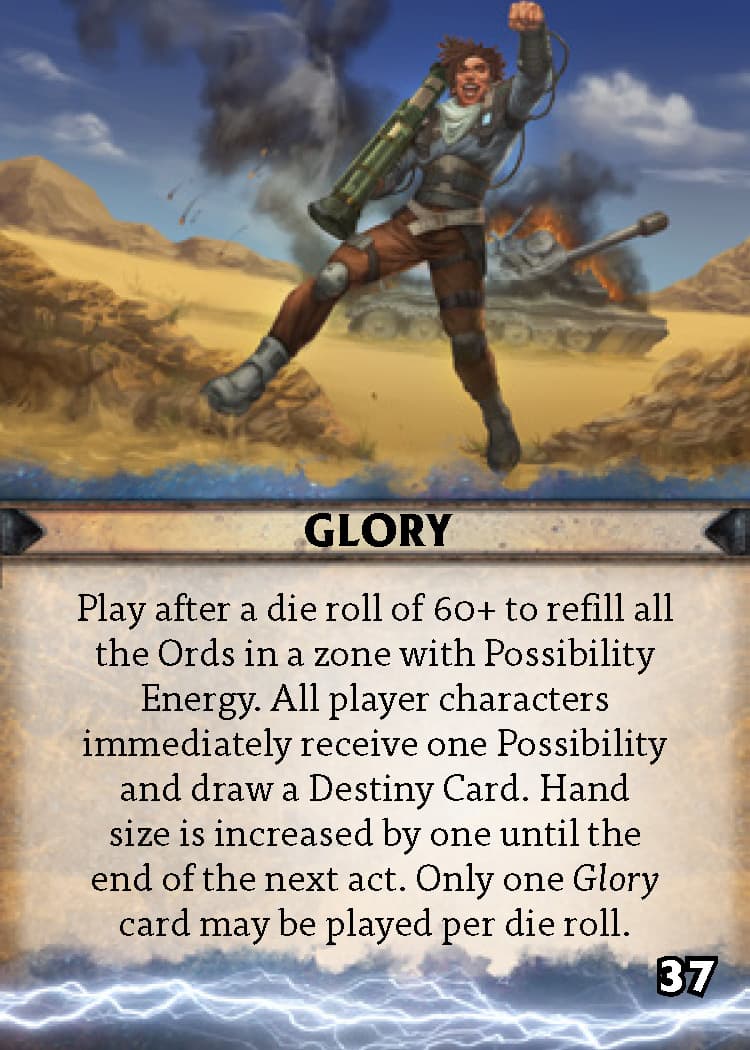 GLORY
Play after a die roll of 60+ to refill all
the Ords in a zone with Possibility
Energy. All player characters
immediately receive one Possibility
and draw a Destiny Card. Hand
size is increased by one until the
end of the next act. Only one Glory
card may be played per die roll.
37